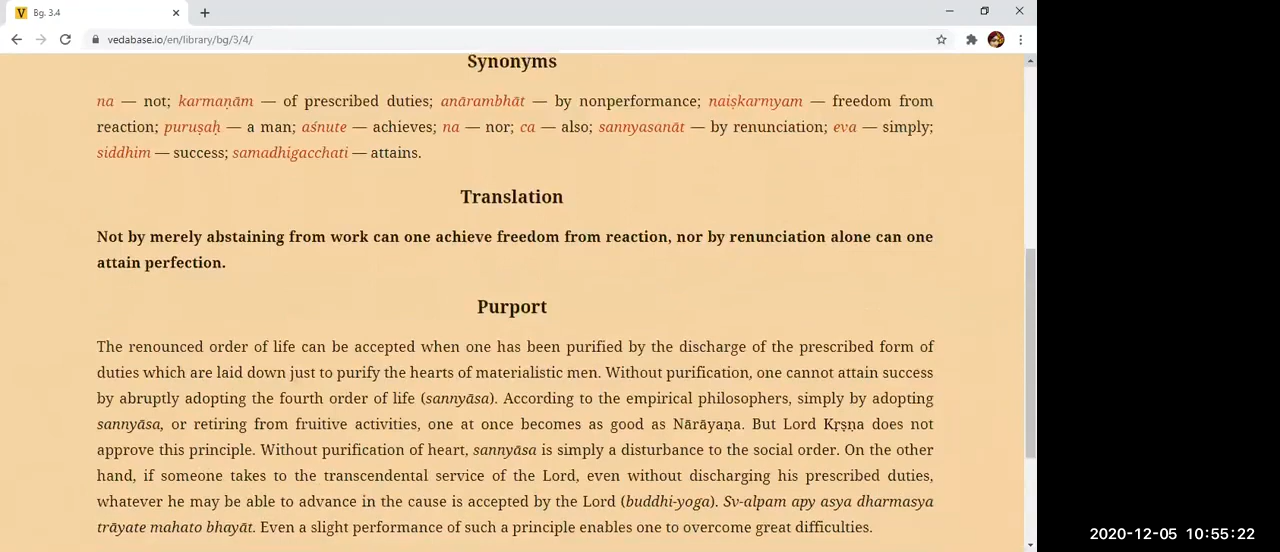 Bg. 3.4
vedabase.io/en/library/bg/3/4/
Synonyms
na — not; karmaṇām — of prescribed duties; anārambhāt — by nonperformance; naiṣkarmyam — freedom from
reaction; puruṣaḥ — a man; aśnute — achieves; na — nor; ca — also; sannyasanāt — by renunciation; eva — simply;
siddhim — success; samadhigacchati — attains.
Translation
Not by merely abstaining from work can one achieve freedom from reaction, nor by renunciation alone can one
attain perfection.
Purport
The renounced order of life can be accepted when one has been purified by the discharge of the prescribed form of
duties which are laid down just to purify the hearts of materialistic men. Without purification, one cannot attain success
by abruptly adopting the fourth order of life (sannyāsa). According to the empirical philosophers, simply by adopting
sannyāsa, or retiring from fruitive activities, one at once becomes as good as Nārāyaṇa. But Lord Kṛṣṇa does not
approve this principle. Without purification of heart, sannyāsa is simply a disturbance to the social order. On the other
hand, if someone takes to the transcendental service of the Lord, even without discharging his prescribed duties,
whatever he may be able to advance in the cause is accepted by the Lord (buddhi-yoga). Sv-alpam apy asya dharmasya
trāyate mahato bhayāt. Even a slight performance of such a principle enables one to overcome great difficulties.
2020-12-05 10:55:22